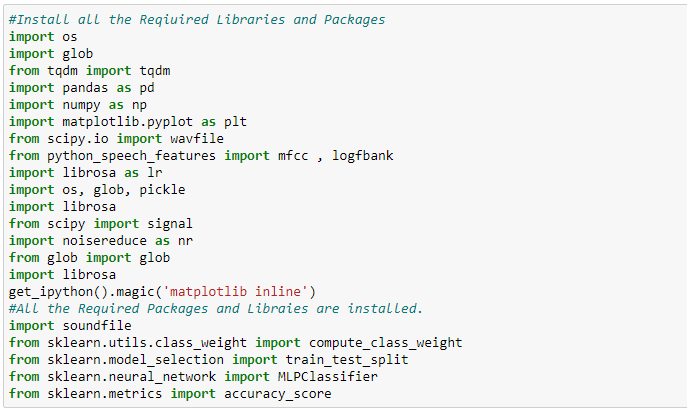 #Install all the Reqiuired Libraries and Packages
import os
import glob
from tqdm import tqdm
import pandas as pd
import numpy as np
import matplotlib.pyplot as plt
from scipy.io import wavfile
from python_speech_features import mfcc , logfbank
import librosa as lr
import os, glob, pickle
import librosa
from scipy import signal
import noisereduce as nr
from glob import glob
import librosa
get_ipython().magic('matplotlib inline')
#All the Required Packages and Libraies are installed.
import soundfile
from sklearn.utils.class_weight import compute_class_weight
from sklearn.model_selection import train_test_split
from sklearn.neural_network import MLPClassifier
from sklearn.metrics import accuracy_score